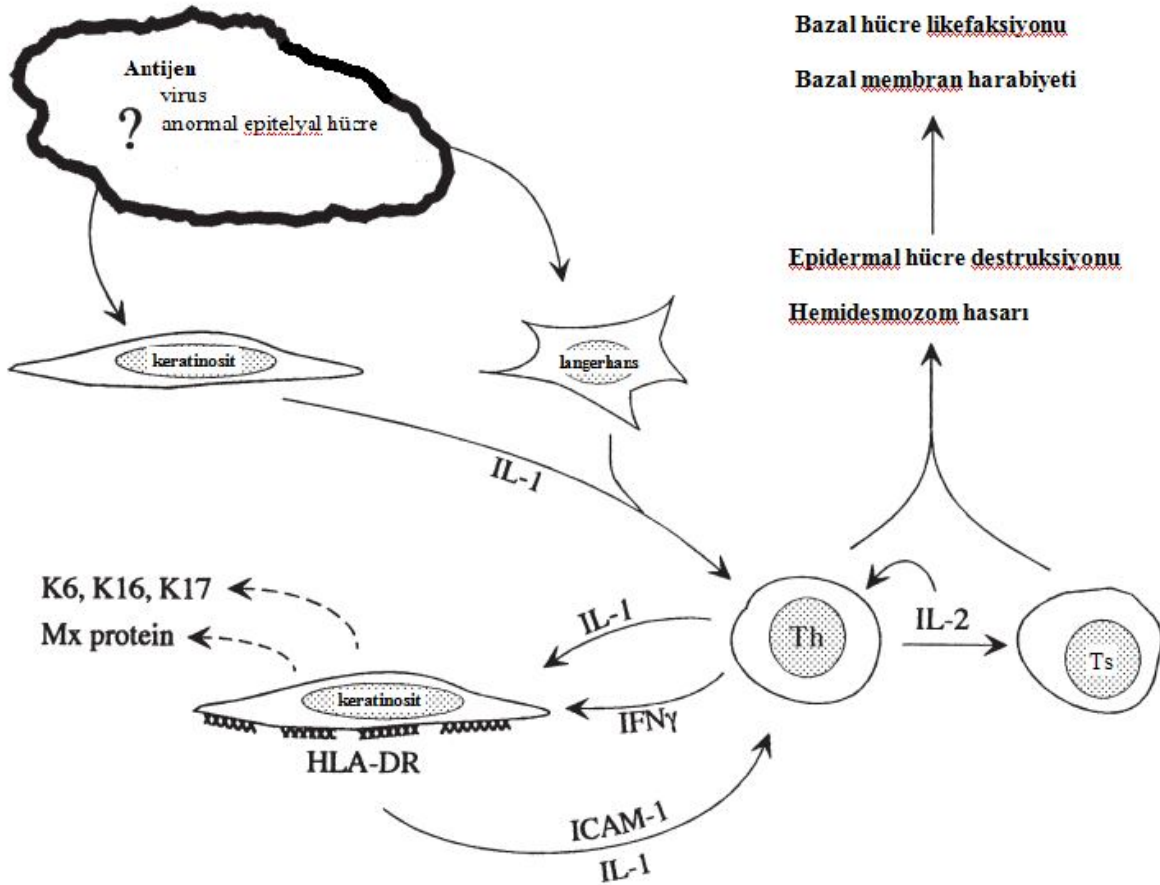 Antijen
virus
? anormal epitelyal hücre
Bazal hücre likefaksiyonu
Bazal membran harabiyeti
Epidermal hücre destruksiyonu
Hemidesmozom hasarı
keratinosit
langerhans
IL-1
K6, K16, K17
Mx protein
IL-1
Th
IL-2
Ts
keratinosit
IFNγ
HLA-DR
ICAM-1
IL-1